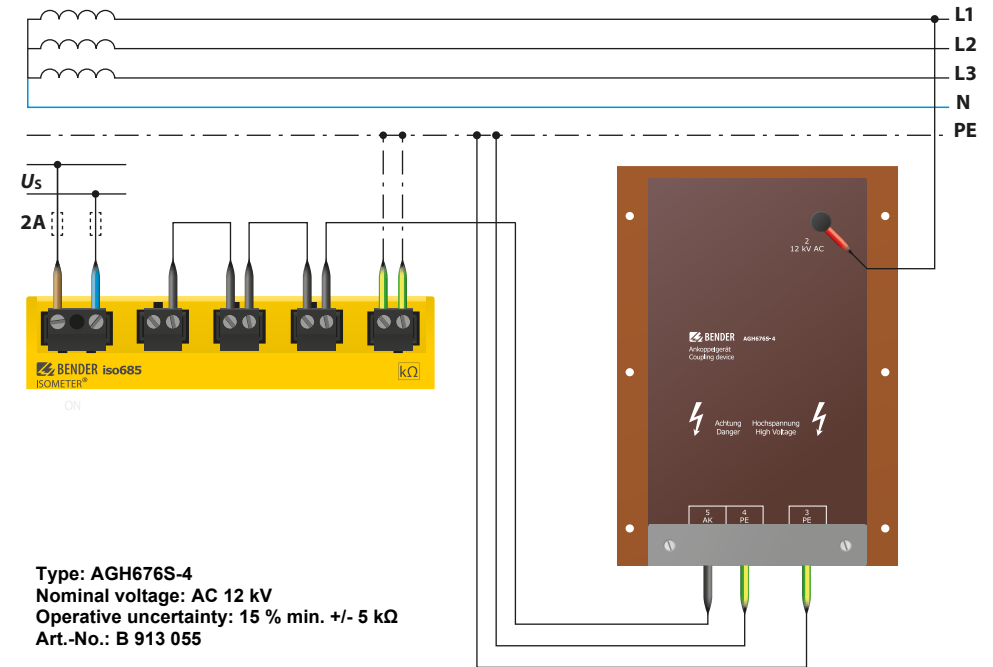 L1
L2
L3
N
PE
Us
2A
2
12 kV AC
BENDER iso685
ISOMETER®
kΩ
ON
BENDER AGH676S-4
Ankoppelgerät
Coupling device
Achtung Hochspannung
Danger High Voltage
5 4 3
AK PE PE
Type: AGH676S-4
Nominal voltage: AC 12 kV
Operative uncertainty: 15 % min. +/- 5 kΩ
Art.-No.: B 913 055